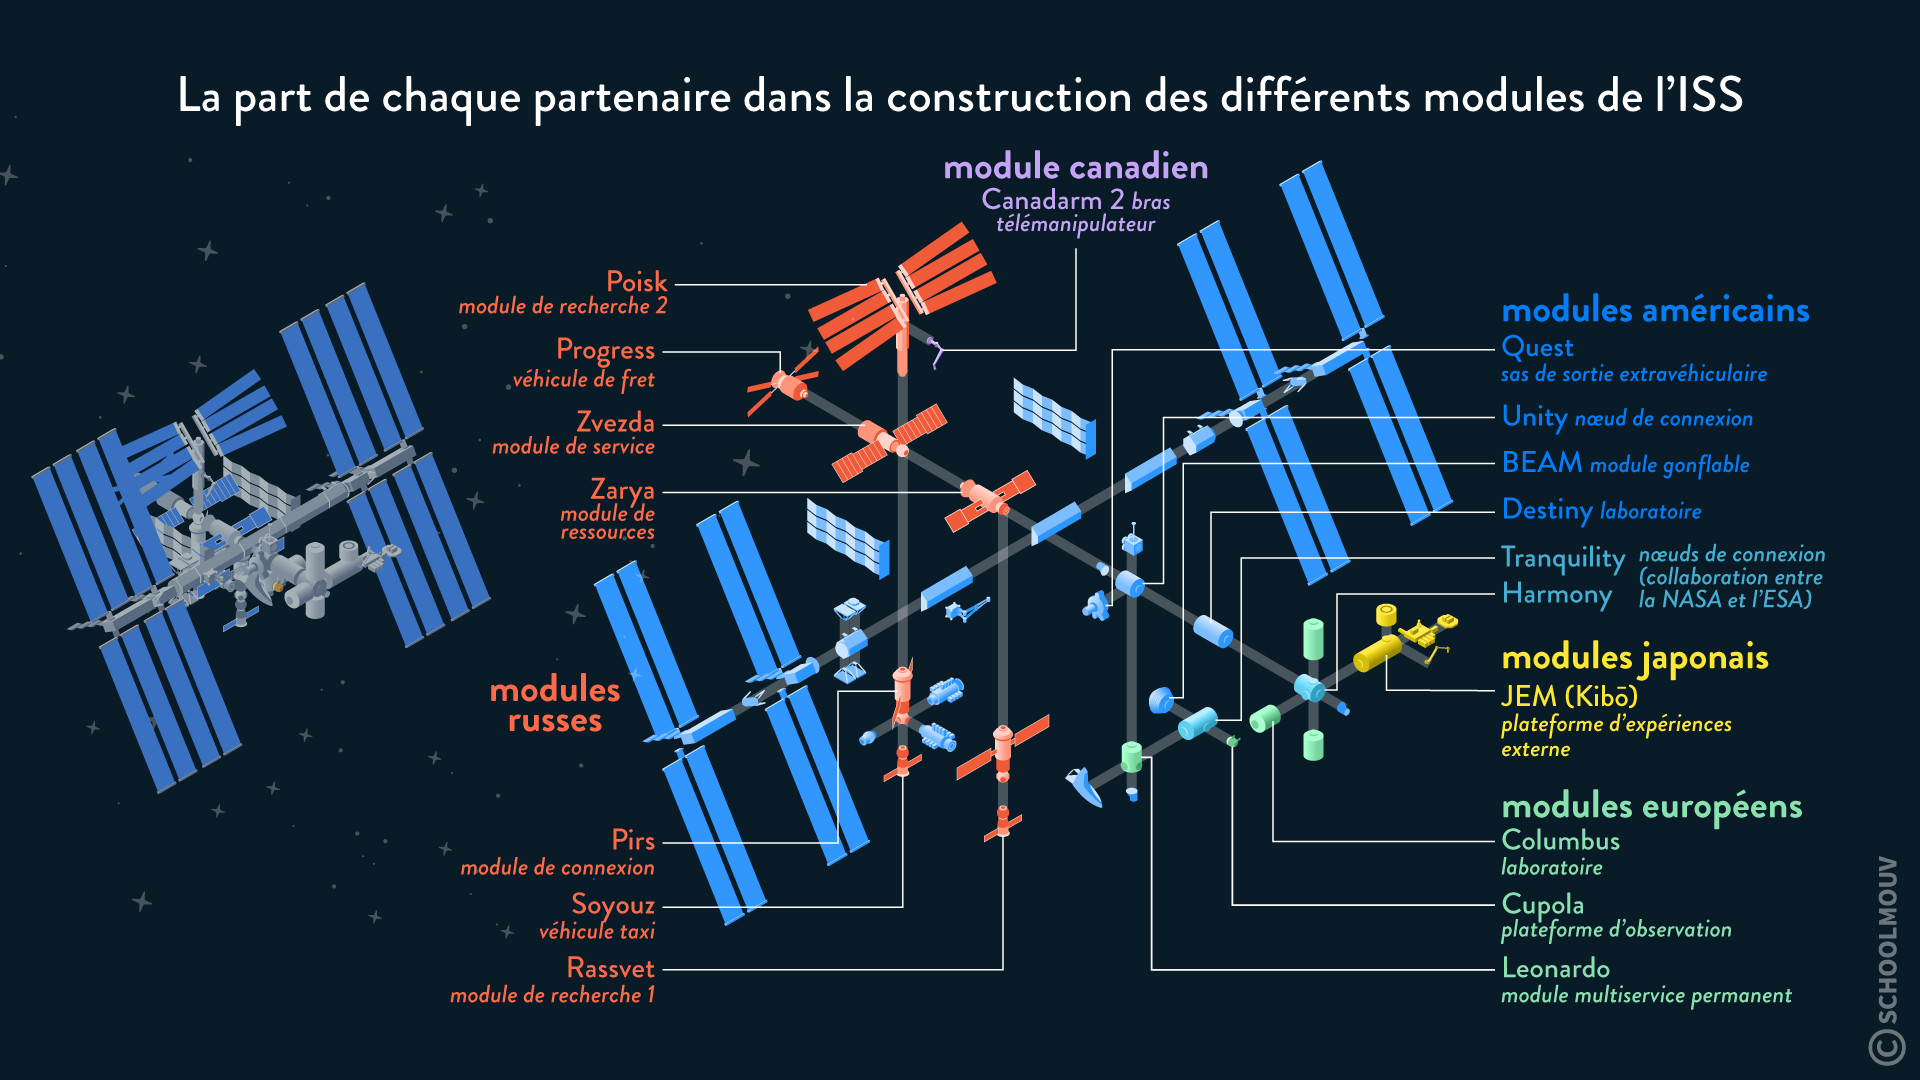 La part de chaque partenaire dans la construction des différents modules de l’ISS
module canadien
Canadarm 2 bras
télémanipulateur
Poisk
module de recherche 2
Progress
véhicule de fret
Zvezda
module de service
Zarya
module de
ressources
modules
russes
Pirs
module de connexion
Soyouz
véhicule taxi
Rassvet
module de recherche 1
modules américains
Quest
sas de sortie extravéhiculaire
Unity nœud de connexion
BEAM module gonflable
Destiny laboratoire
Tranquility
Harmony
nœuds de connexion
(collaboration entre
la NASA et l’ESA)
modules japonais
JEM (Kibō)
plateforme d’expériences
externe
modules européens
Columbus
laboratoire
Cupola
plateforme d’observation
Leonardo
module multiservice permanent
© SCHOOLMOUV